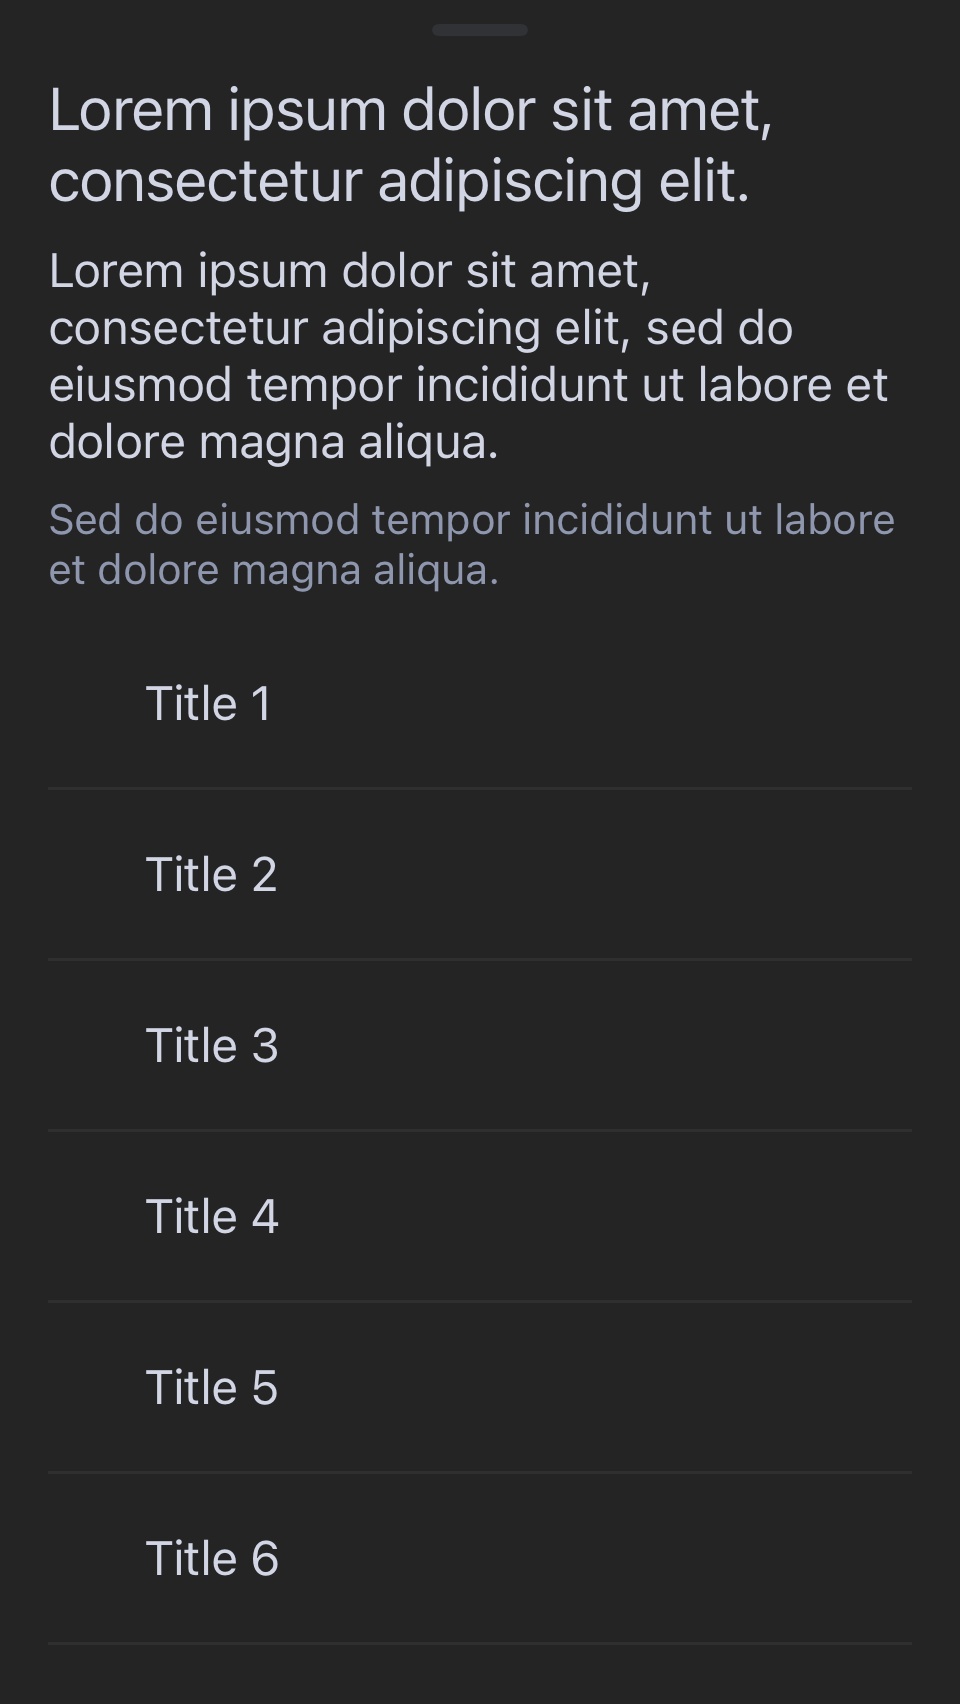 Lorem ipsum dolor sit amet,
consectetur adipiscing elit.
Lorem ipsum dolor sit amet,
consectetur adipiscing elit, sed do
eiusmod tempor incididunt ut labore et
dolore magna aliqua.
Sed do eiusmod tempor incididunt ut labore
et dolore magna aliqua.
Title 1
Title 2
Title 3
Title 4
Title 5
Title 6